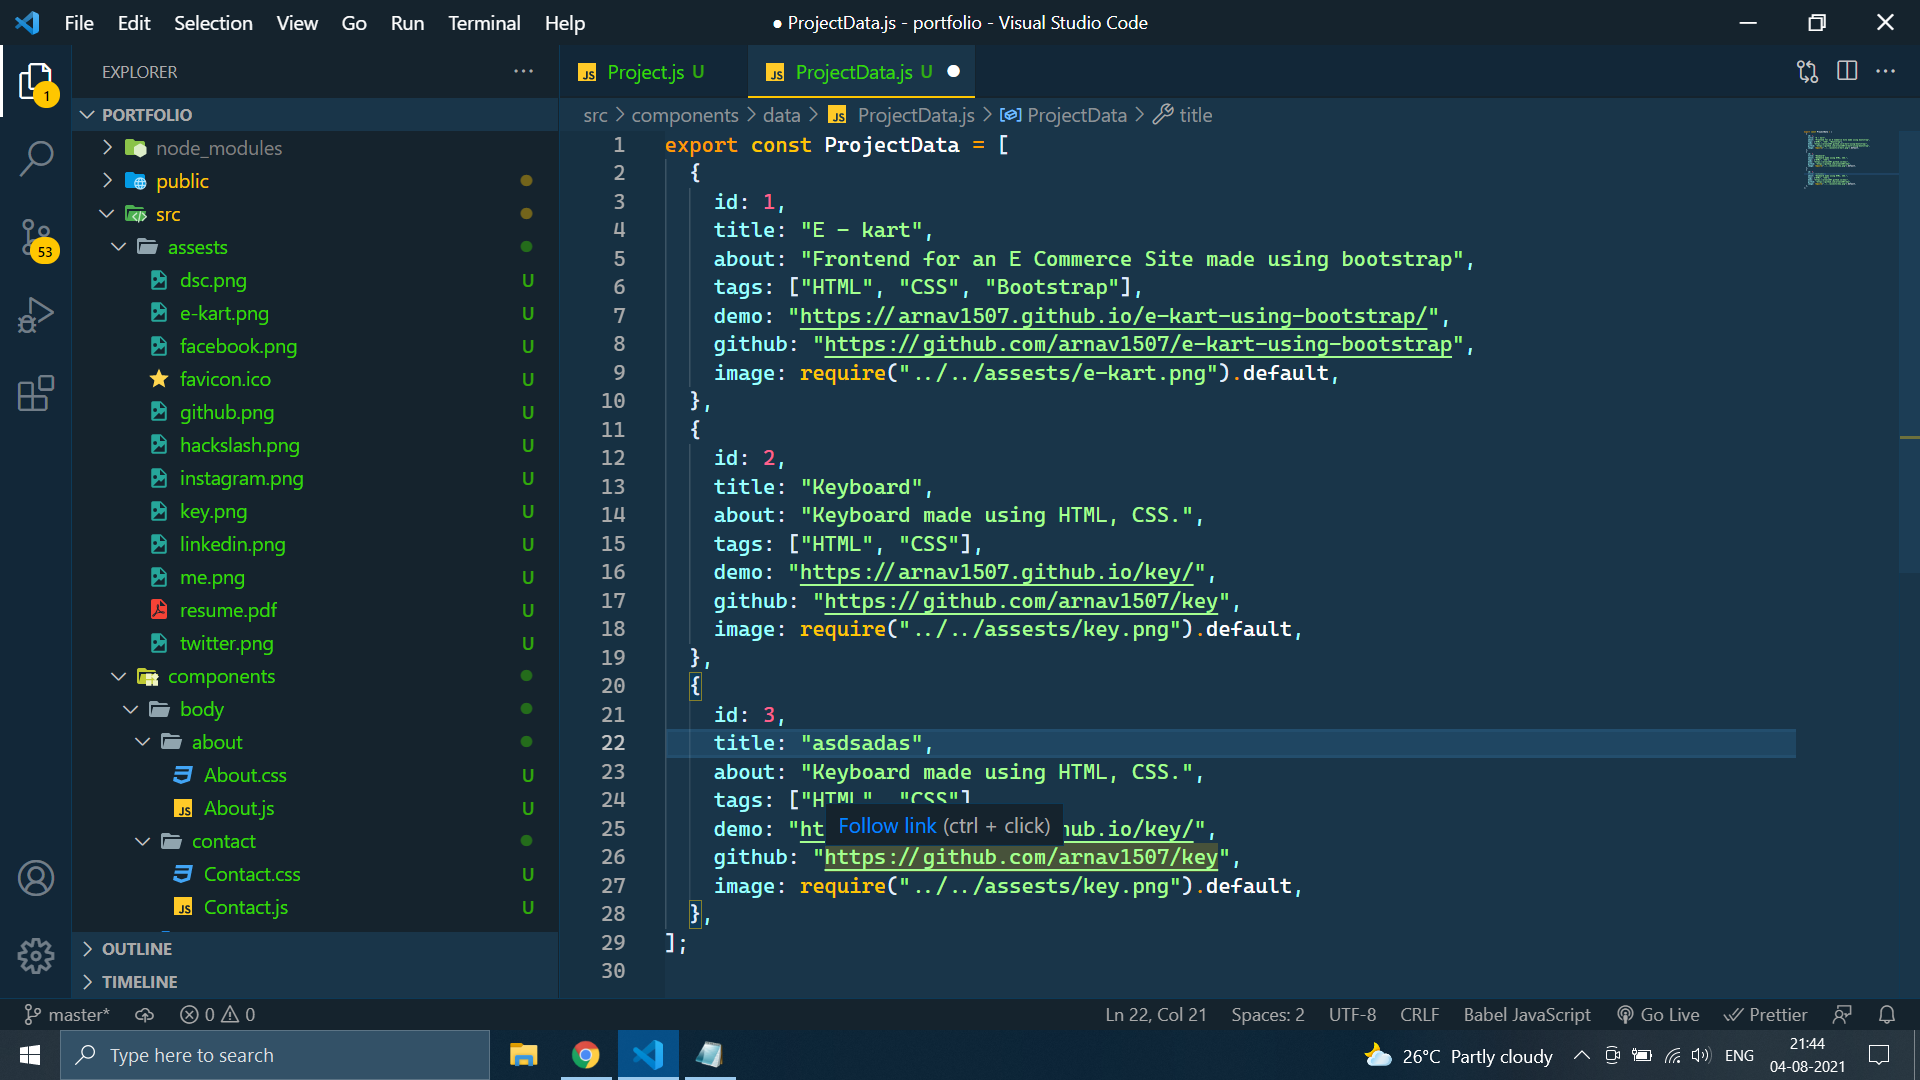 File Edit Selection View Go Run Terminal Help
● ProjectData.js - portfolio - Visual Studio Code
EXPLORER
1
53
PORTFOLIO
node_modules
public
src
assests
dsc.png U
e-kart.png U
facebook.png U
favicon.ico U
github.png U
hackslash.png U
instagram.png U
key.png U
linkedin.png U
me.png U
resume.pdf U
twitter.png U
components
body
about
About.css U
JS About.js U
contact
Contact.css U
JS Contact.js U
OUTLINE
TIMELINE
JS Project.js U
JS ProjectData.js U
src > components > data > JS ProjectData.js > ProjectData > title
1 export const ProjectData = [
2 {
3 id: 1,
4 title: "E - kart",
5 about: "Frontend for an E Commerce Site made using bootstrap",
6 tags: ["HTML", "CSS", "Bootstrap"],
7 demo: "https://arnav1507.github.io/e-kart-using-bootstrap/",
8 github: "https://github.com/arnav1507/e-kart-using-bootstrap",
9 image: require("../../assests/e-kart.png").default,
10 },
11 {
12 id: 2,
13 title: "Keyboard",
14 about: "Keyboard made using HTML, CSS.",
15 tags: ["HTML", "CSS"],
16 demo: "https://arnav1507.github.io/key/",
17 github: "https://github.com/arnav1507/key",
18 image: require("../../assests/key.png").default,
19 },
20 {
21 id: 3,
22 title: "asdsadas",
23 about: "Keyboard made using HTML, CSS.",
24 tags: ["HTML", "CSS"]
Follow link (ctrl + click)
25 demo: "ht hub.io/key/",
26 github: "https://github.com/arnav1507/key",
27 image: require("../../assests/key.png").default,
28 },
29 ];
30
master* 0 0
Ln 22, Col 21 Spaces: 2 UTF-8 CRLF Babel JavaScript Go Live Prettier
Type here to search
26°C Partly cloudy ENG
21:44
04-08-2021